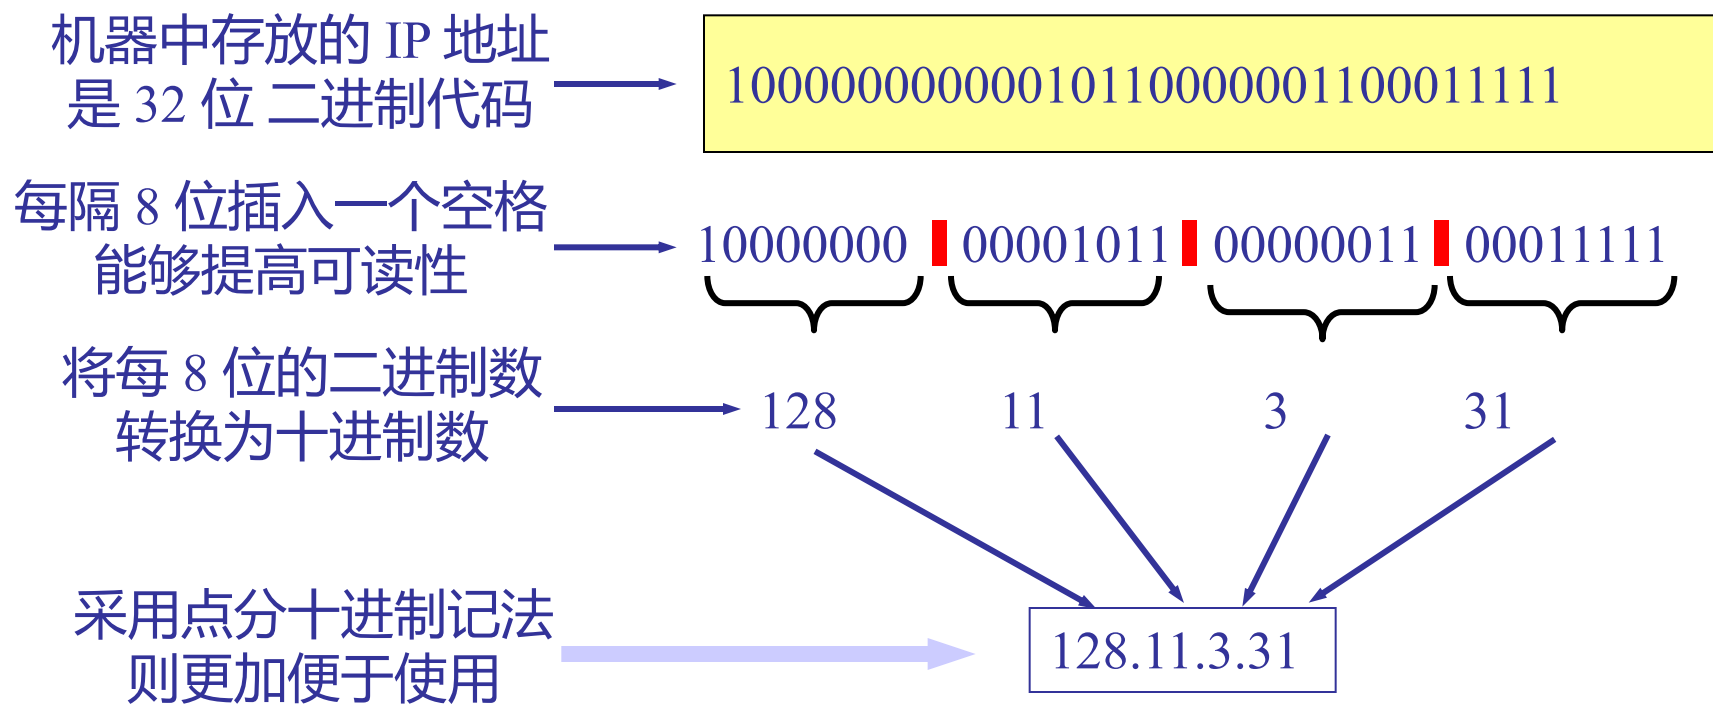 机器中存放的 IP 地址
是 32 位 二进制代码
10000000000010110000001100011111
每隔 8 位插入一个空格
能够提高可读性
10000000 00001011 00000011 00011111
将每 8 位的二进制数
转换为十进制数
128 11 3 31
采用点分十进制记法
则更加便于使用
128.11.3.31